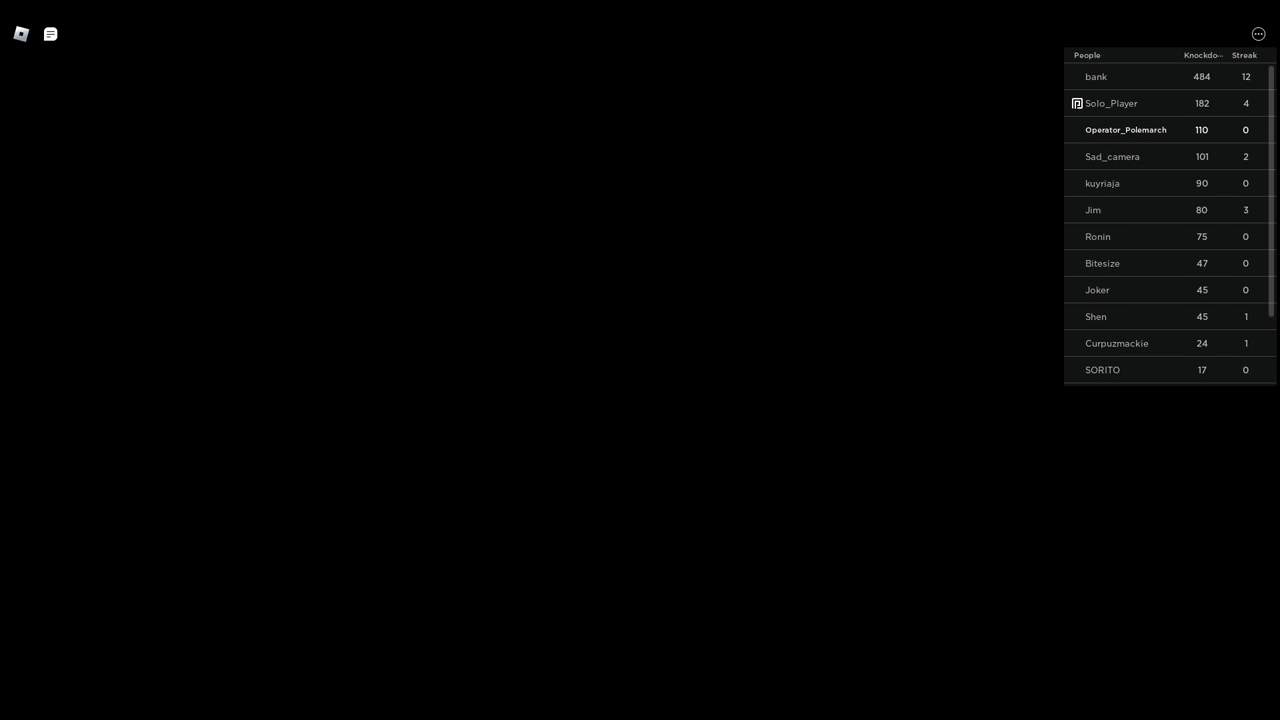 People Knockdo... Streak
bank 484 12
Solo_Player 182 4
Operator_Polemarch 110 0
Sad_camera 101 2
kuyriaja 90 0
Jim 80 3
Ronin 75 0
Bitesize 47 0
Joker 45 0
Shen 45 1
Curpuzmackie 24 1
SORITO 17 0